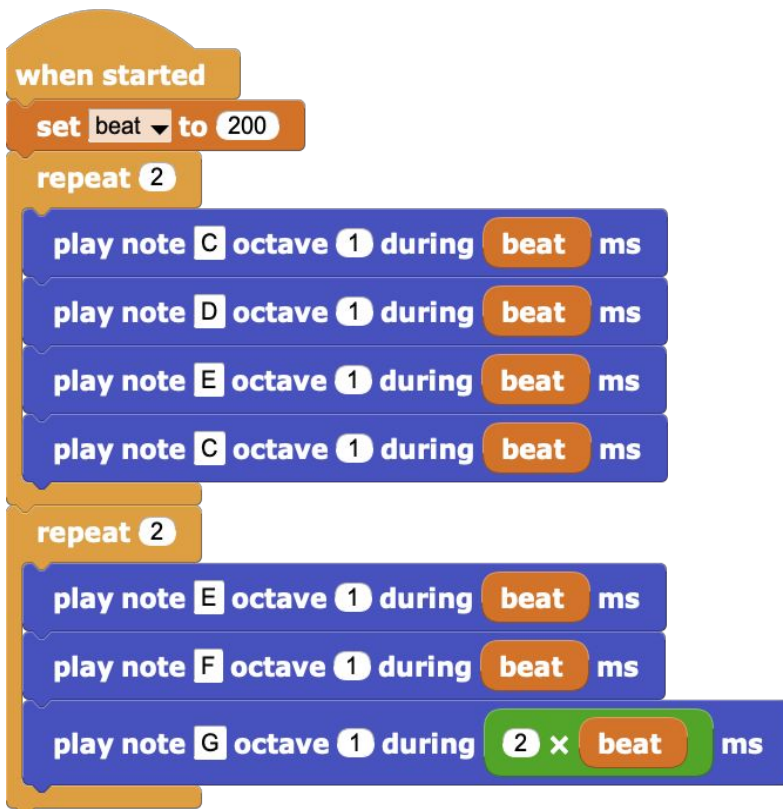 when started
set beat to 200
repeat 2
play note C octave 1 during beat ms
play note D octave 1 during beat ms
play note E octave 1 during beat ms
play note C octave 1 during beat ms
repeat 2
play note E octave 1 during beat ms
play note F octave 1 during beat ms
play note G octave 1 during 2 × beat ms